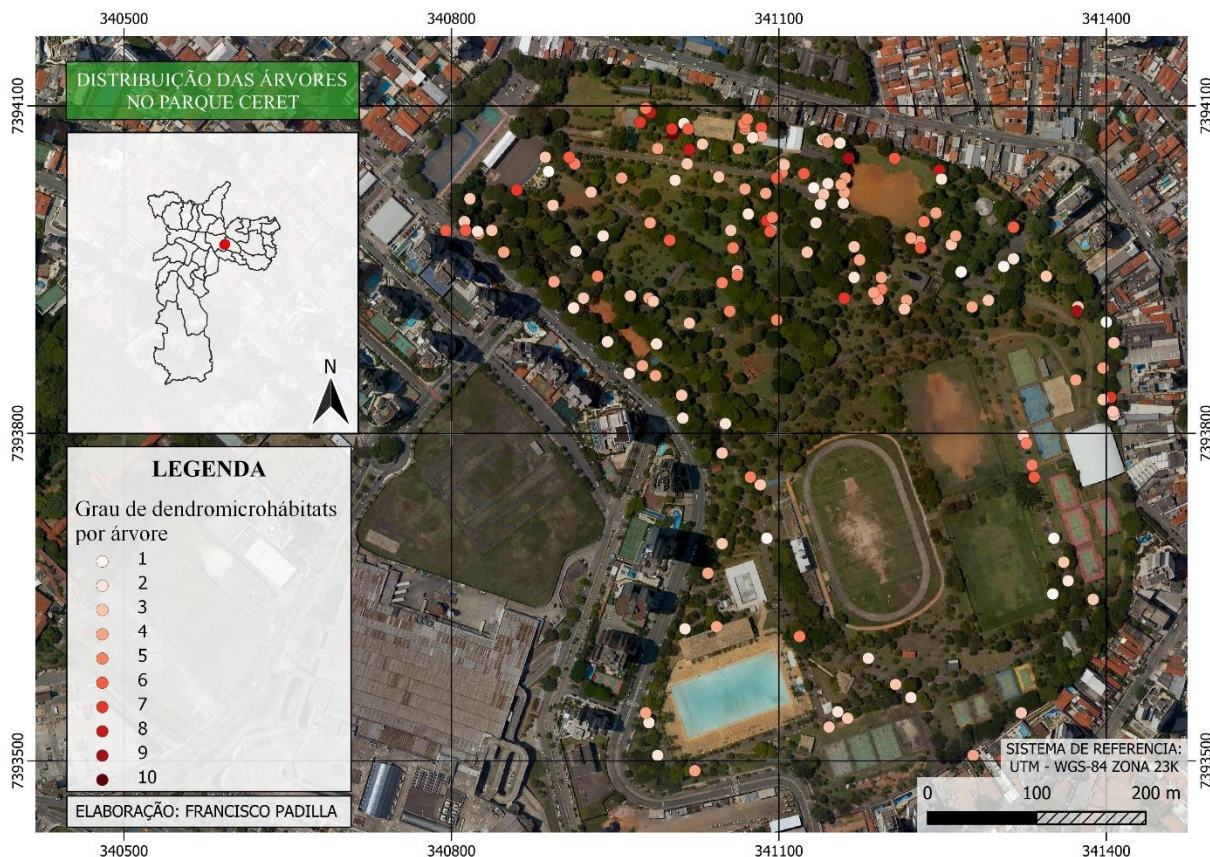 340500 340800 341100 341400
DISTRIBUIÇÃO DAS ÁRVORES
NO PARQUE CERET
7394100 7394100
N
7393800 7393800
LEGENDA
Grau de dendromicrohábitats
por árvore
1
2
3
4
5
6
7
8
9
10
ELABORAÇÃO: FRANCISCO PADILLA
7393500 7393500
SISTEMA DE REFERENCIA:
UTM - WGS-84 ZONA 23K
0 100 200 m
340500 340800 341100 341400